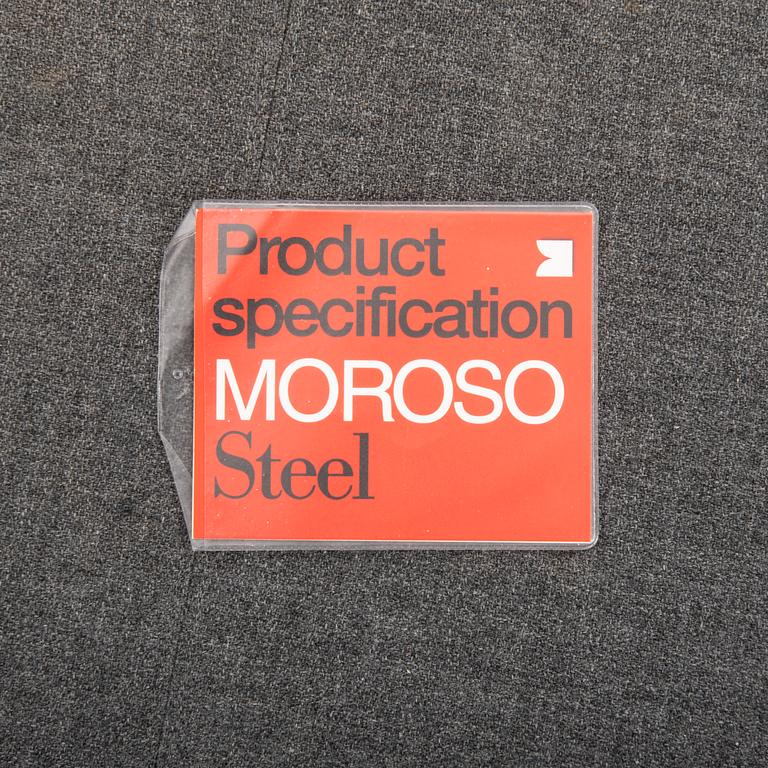 Product
specification
MOROSO
Steel